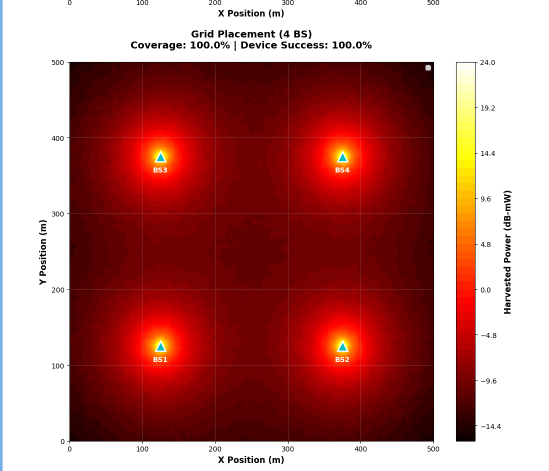 0 100 200 300 400 500
X Position (m)
Grid Placement (4 BS)
Coverage: 100.0% | Device Success: 100.0%
500
400
300
200
100
0
Y Position (m)
BS3
BS4
BS1
BS2
0 100 200 300 400 500
X Position (m)
24.0
19.2
14.4
9.6
4.8
0.0
−4.8
−9.6
−14.4
Harvested Power (dB-mW)